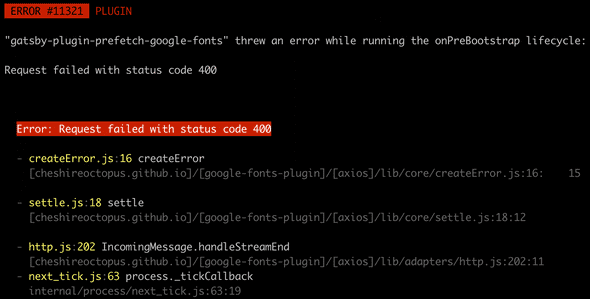 ERROR #11321 PLUGIN
"gatsby-plugin-prefetch-google-fonts" threw an error while running the onPreBootstrap lifecycle:
Request failed with status code 400
Error: Request failed with status code 400
- createError.js:16 createError
[cheshireoctopus.github.io]/[google-fonts-plugin]/[axios]/lib/core/createError.js:16: 15
- settle.js:18 settle
[cheshireoctopus.github.io]/[google-fonts-plugin]/[axios]/lib/core/settle.js:18:12
- http.js:202 IncomingMessage.handleStreamEnd
[cheshireoctopus.github.io]/[google-fonts-plugin]/[axios]/lib/adapters/http.js:202:11
- next_tick.js:63 process._tickCallback
internal/process/next_tick.js:63:19